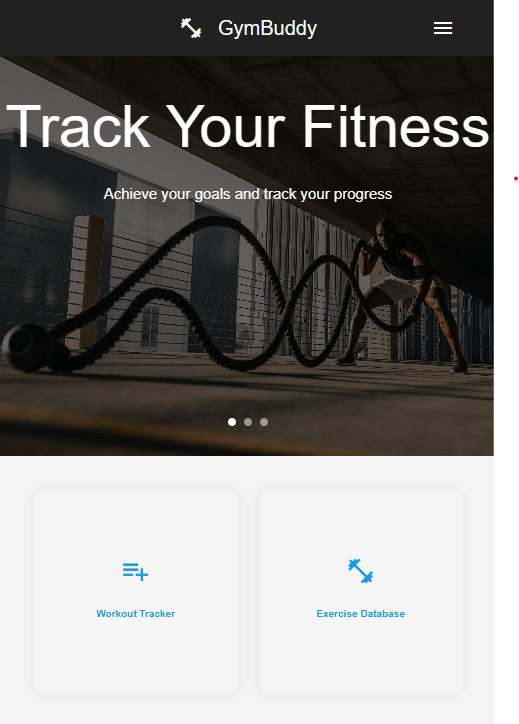 GymBuddy
Track Your Fitness
Achieve your goals and track your progress
Workout Tracker
Exercise Database